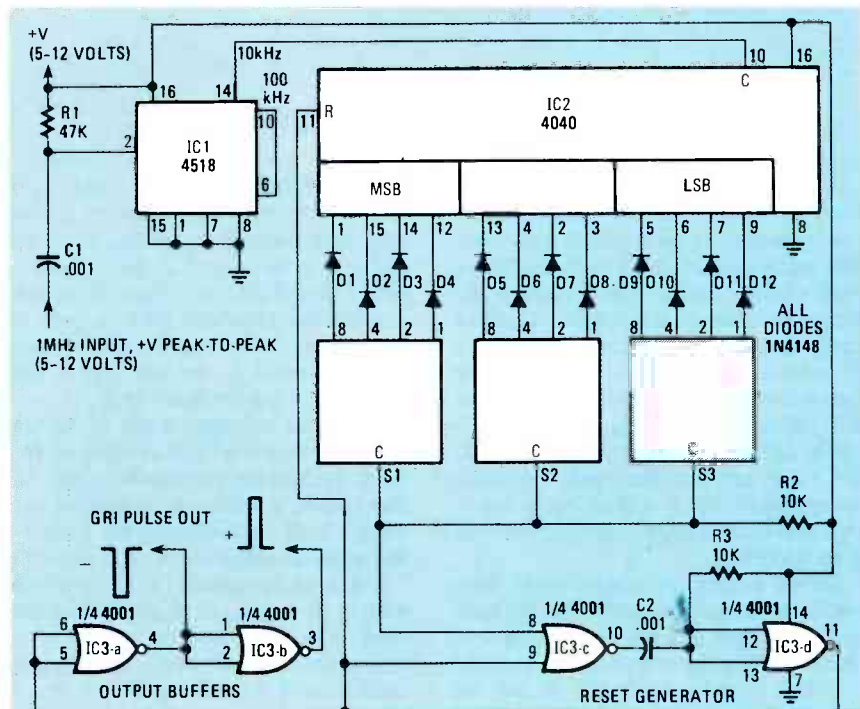 +V
(5-12 VOLTS)
R1
47K
C1
.001
1MHz INPUT, +V PEAK-TO-PEAK
(5-12 VOLTS)
16
14
10kHz
100
kHz
10
6
2
IC1
4518
15
1
7
8
10
16
C
R
11
IC2
4040
MSB
LSB
1
15
14
12
13
4
2
3
5
6
7
9
8
D1
D2
D3
D4
D5
D6
D7
D8
D9
D10
D11
D12
ALL
DIODES
1N4148
8 4 2 1
8 4 2 1
8 4 2 1
C
C
C
S1
S2
S3
R2
10K
R3
10K
GRI PULSE OUT
-
+
1/4 4001
6
5
IC3-a
4
1/4 4001
1
2
IC3-b
3
OUTPUT BUFFERS
1/4 4001
8
9
IC3-c
10
C2
.001
1/4 4001
14
12
13
IC3-d
11
7
RESET GENERATOR